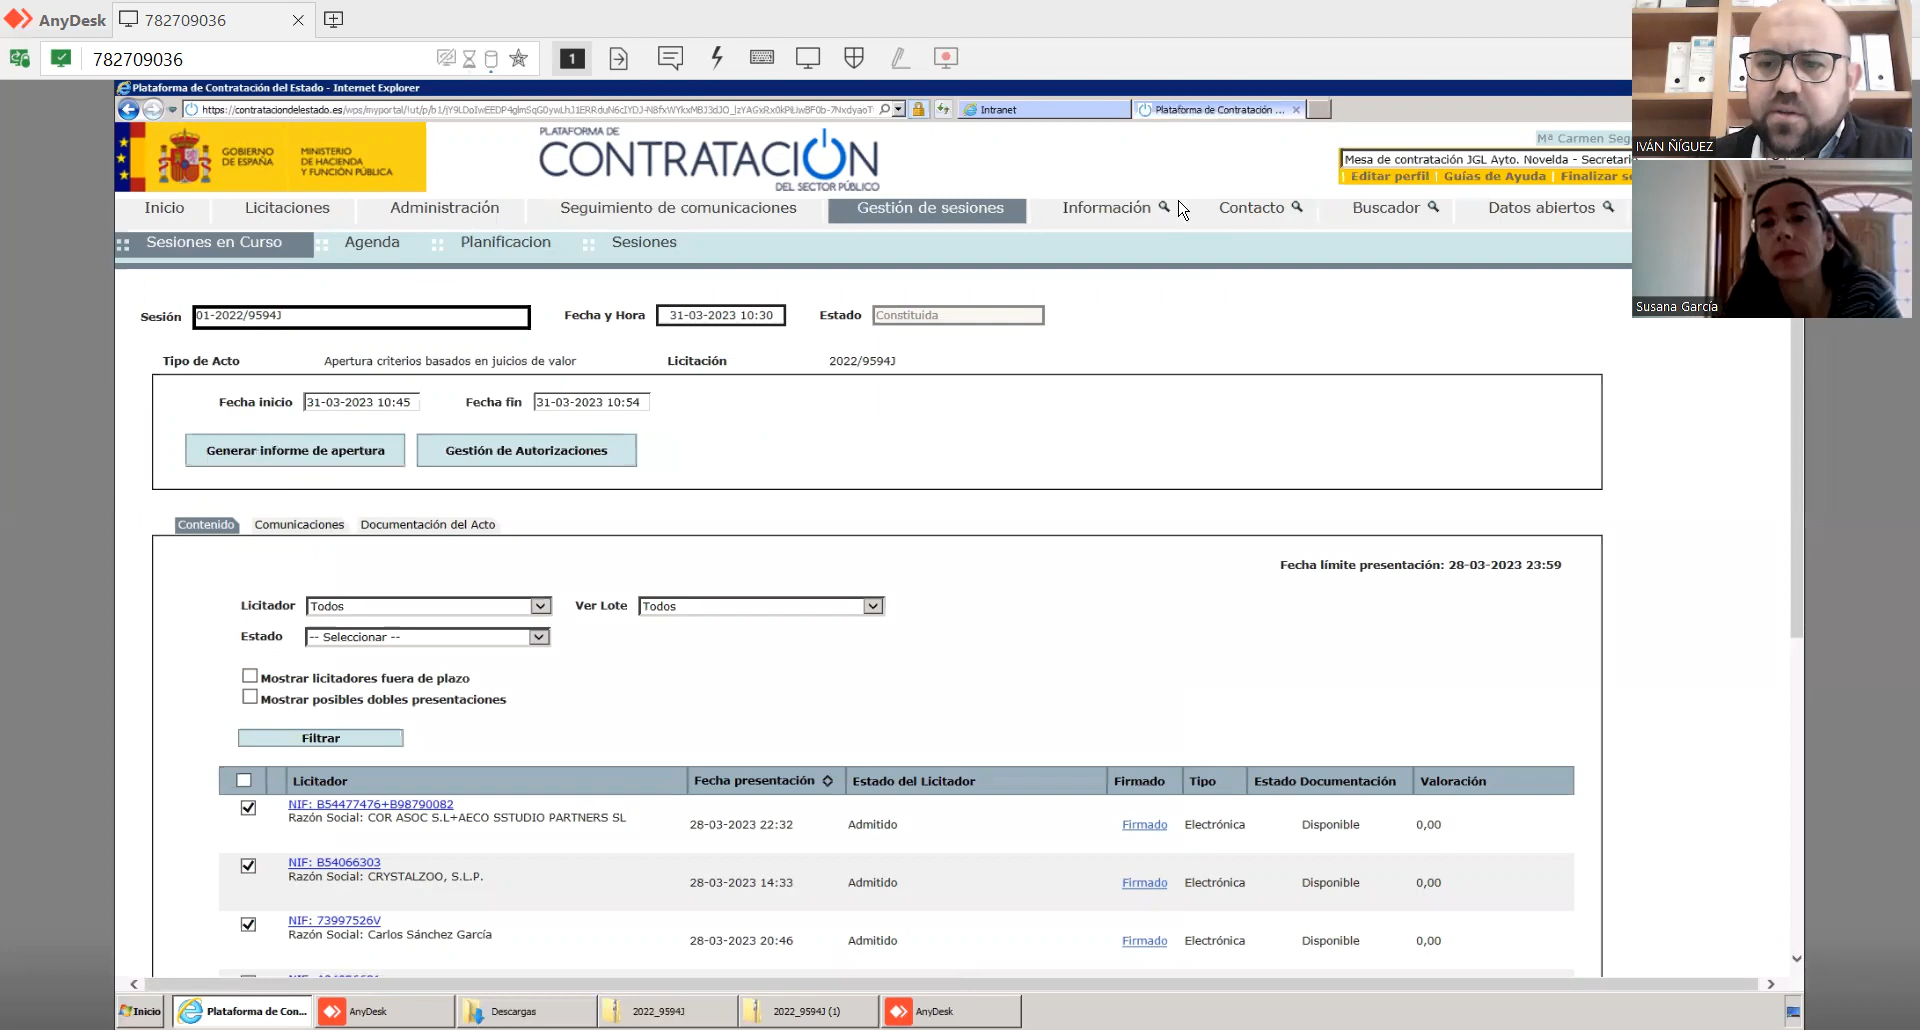 AnyDesk 782709036
782709036 1
Plataforma de Contratación del Estado - Internet Explorer
Intranet Plataforma de Contratación ...
GOBIERNO DE ESPAÑA
MINISTERIO DE HACIENDA Y FUNCIÓN PÚBLICA
PLATAFORMA DE
CONTRATACIÓN
DEL SECTOR PÚBLICO
Mª Carmen Seg
Mesa de contratación JGL Ayto. Novelda - Secretari
| Editar perfil | Guías de Ayuda | Finalizar se
IVÁN ÑÍGUEZ
Susana García
Inicio Licitaciones Administración Seguimiento de comunicaciones Gestión de sesiones Información Contacto Buscador Datos abiertos
Sesiones en Curso Agenda Planificacion Sesiones
Sesión 01-2022/9594J Fecha y Hora 31-03-2023 10:30 Estado Constituida
Tipo de Acto Apertura criterios basados en juicios de valor Licitación 2022/9594J
Fecha inicio 31-03-2023 10:45 Fecha fin 31-03-2023 10:54
Generar informe de apertura Gestión de Autorizaciones
Contenido Comunicaciones Documentación del Acto
Fecha límite presentación: 28-03-2023 23:59
Licitador Todos Ver Lote Todos
Estado -- Seleccionar --
Mostrar licitadores fuera de plazo
Mostrar posibles dobles presentaciones
Filtrar
Licitador Fecha presentación Estado del Licitador Firmado Tipo Estado Documentación Valoración
NIF: B54477476+B98790082
Razón Social: COR ASOC S.L+AECO SSTUDIO PARTNERS SL
28-03-2023 22:32 Admitido Firmado Electrónica Disponible 0,00
NIF: B54066303
Razón Social: CRYSTALZOO, S.L.P.
28-03-2023 14:33 Admitido Firmado Electrónica Disponible 0,00
NIF: 73997526V
Razón Social: Carlos Sánchez García
28-03-2023 20:46 Admitido Firmado Electrónica Disponible 0,00
Inicio Plataforma de Con... AnyDesk Descargas 2022_9594J 2022_9594J (1) AnyDesk